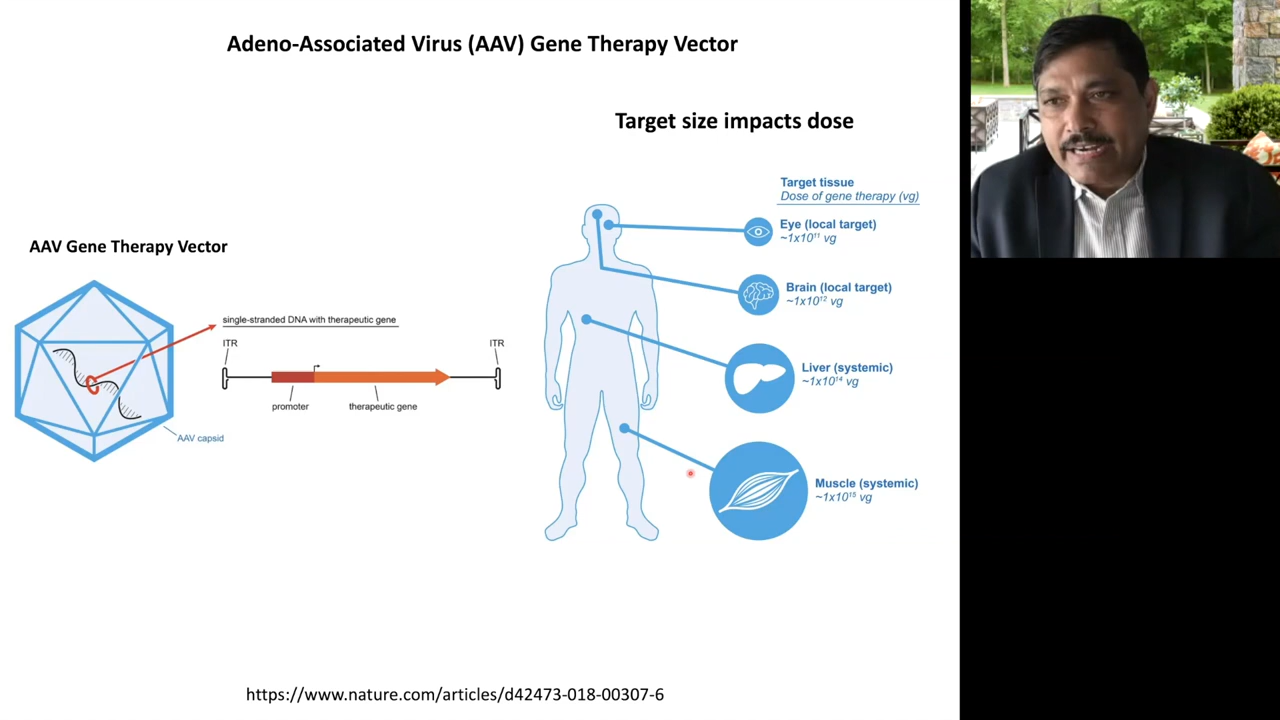 Adeno-Associated Virus (AAV) Gene Therapy Vector
Target size impacts dose
AAV Gene Therapy Vector
single-stranded DNA with therapeutic gene
ITR
ITR
promoter
therapeutic gene
AAV capsid
Target tissue
Dose of gene therapy (vg)
Eye (local target)
~1x10¹¹ vg
Brain (local target)
~1x10¹² vg
Liver (systemic)
~1x10¹⁴ vg
Muscle (systemic)
~1x10¹⁵ vg
https://www.nature.com/articles/d42473-018-00307-6